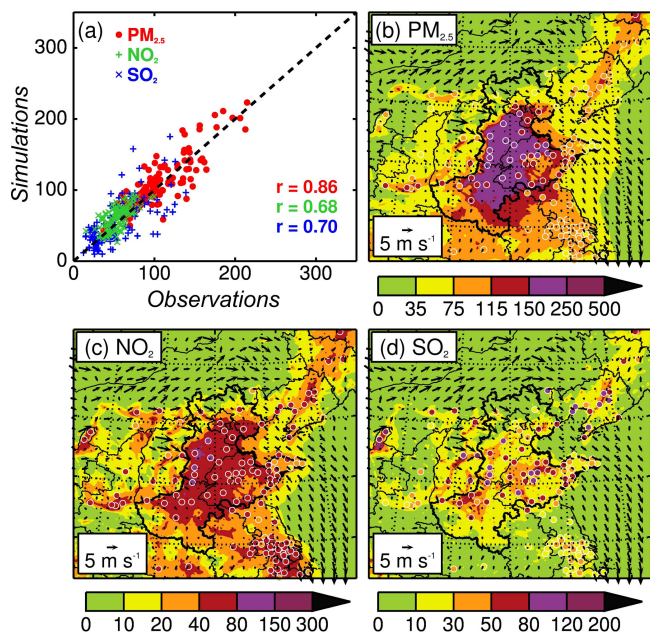 (a)
PM2.5
NO2
SO2
300
200
100
0
Simulations
r = 0.86
r = 0.68
r = 0.70
0 100 200 300
Observations
(b) PM2.5
5 m s-1
0 35 75 115 150 250 500
(c) NO2
5 m s-1
0 10 20 40 80 150 300
(d) SO2
5 m s-1
0 10 30 50 80 120 200